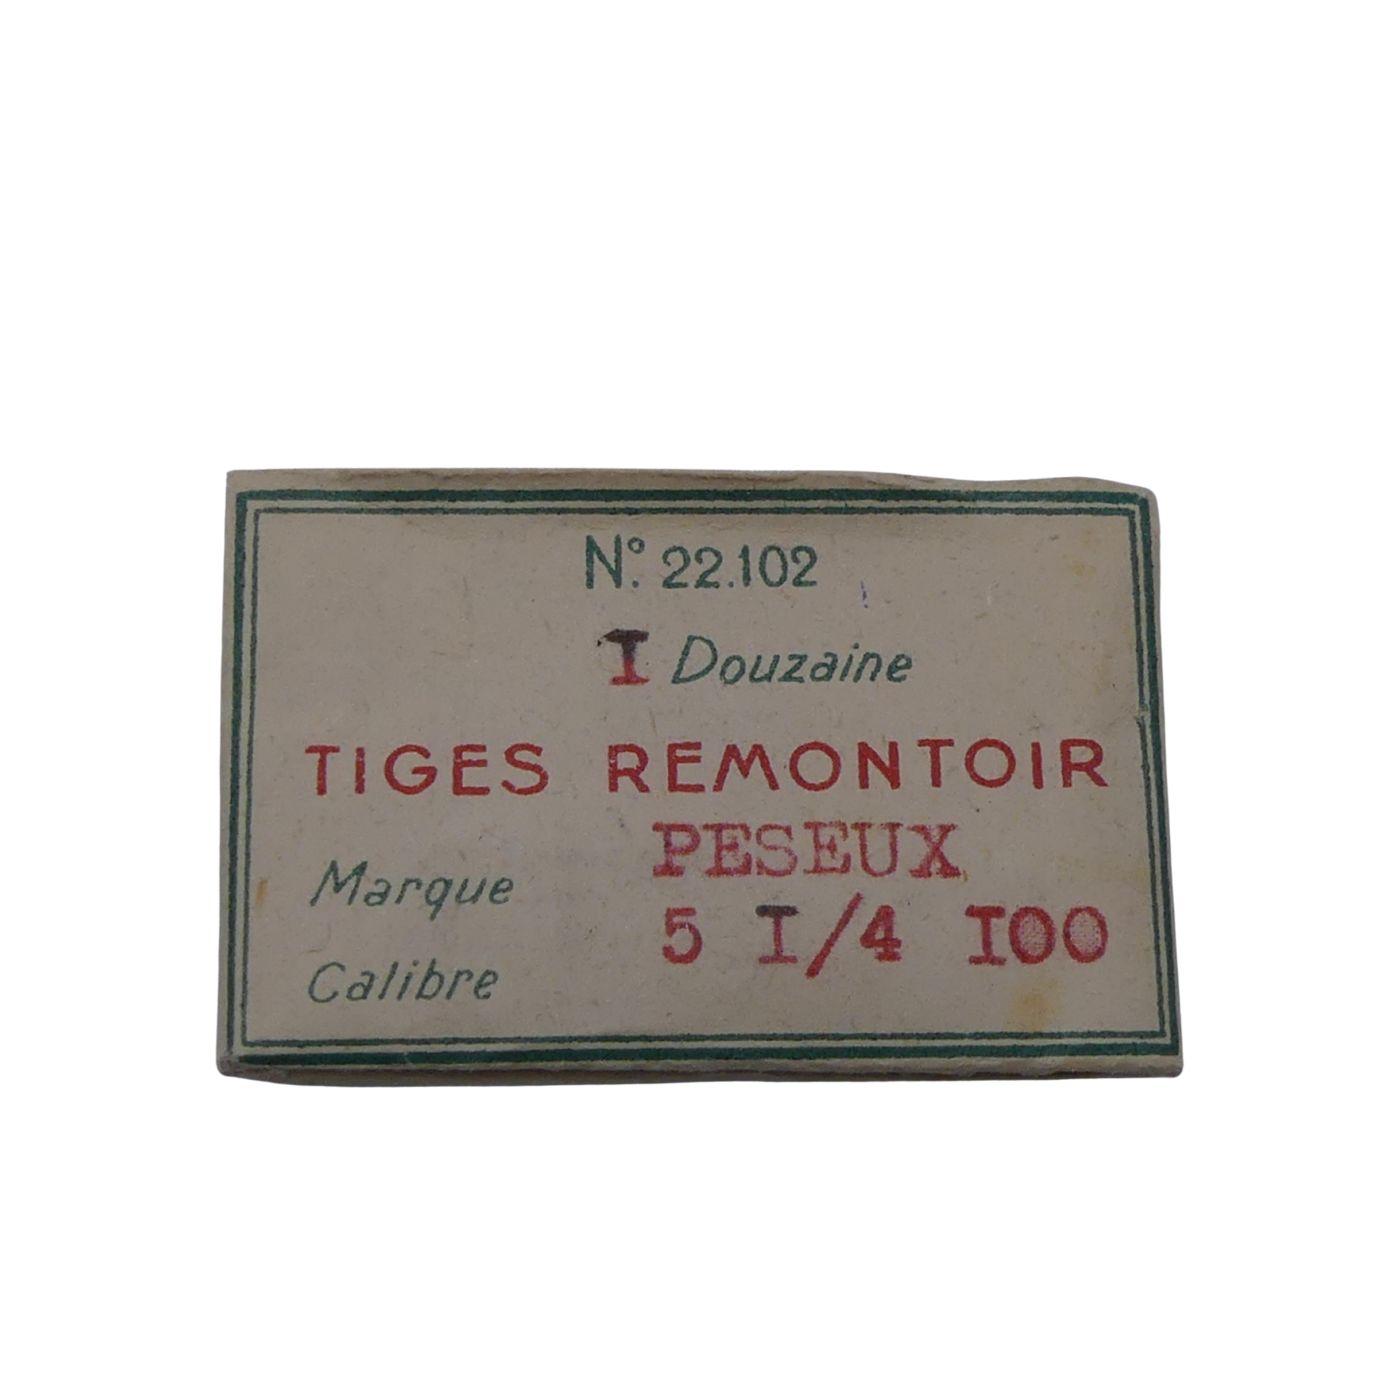 N° 22.102
I Douzaine
TIGES REMONTOIR
PESEUX
Marque
5 I/4 I00
Calibre